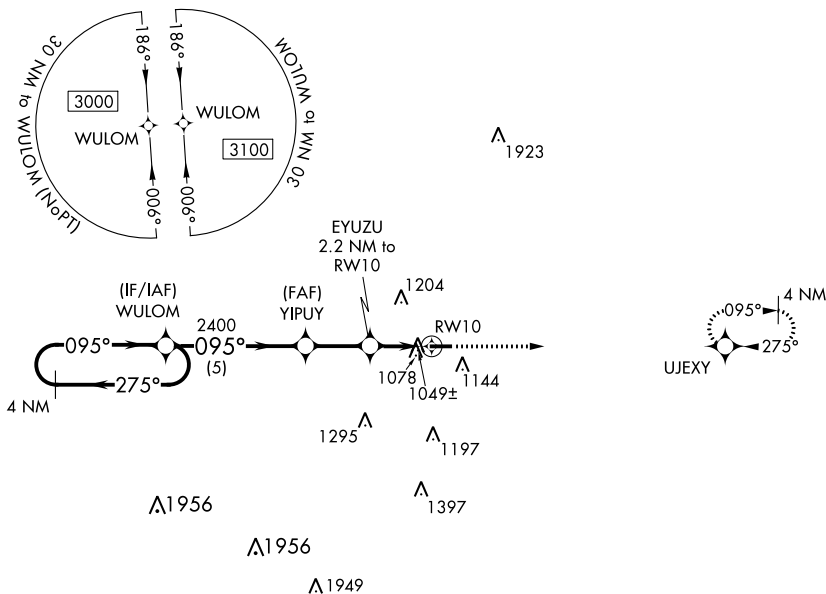 30 NM to WULOM (NoPT)
186°
3000
WULOM
006°
186°
WULOM
3100
006°
30 NM to WULOM
1923
EYUZU
2.2 NM to
RW10
1204
(IF/IAF)
WULOM
(FAF)
YIPUY
2400
095°
095°
(5)
275°
4 NM
RW10
1078
1049±
1144
095°
4 NM
275°
UJEXY
1295
1197
1397
1956
1956
1949